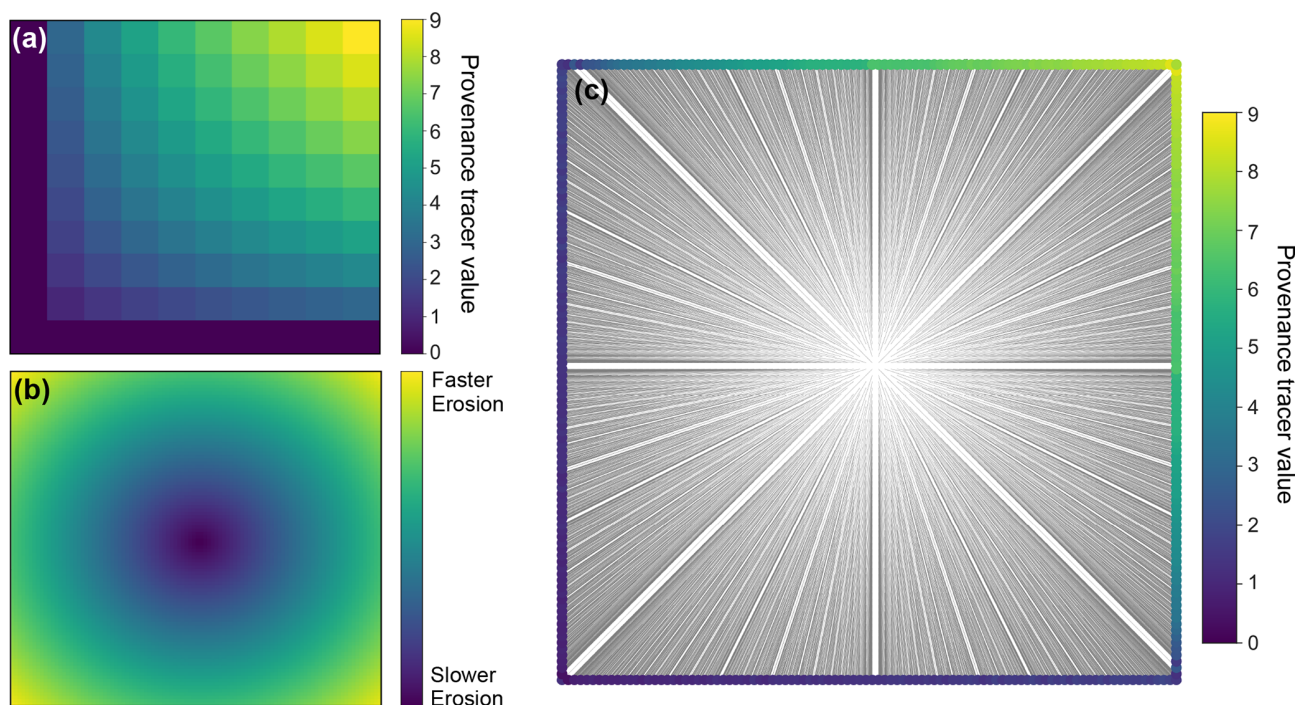 (a)
9
8
7
6
5
4
3
2
1
0
Provenance tracer value
(b)
Faster
Erosion
Slower
Erosion
(c)
9
8
7
6
5
4
3
2
1
0
Provenance tracer value